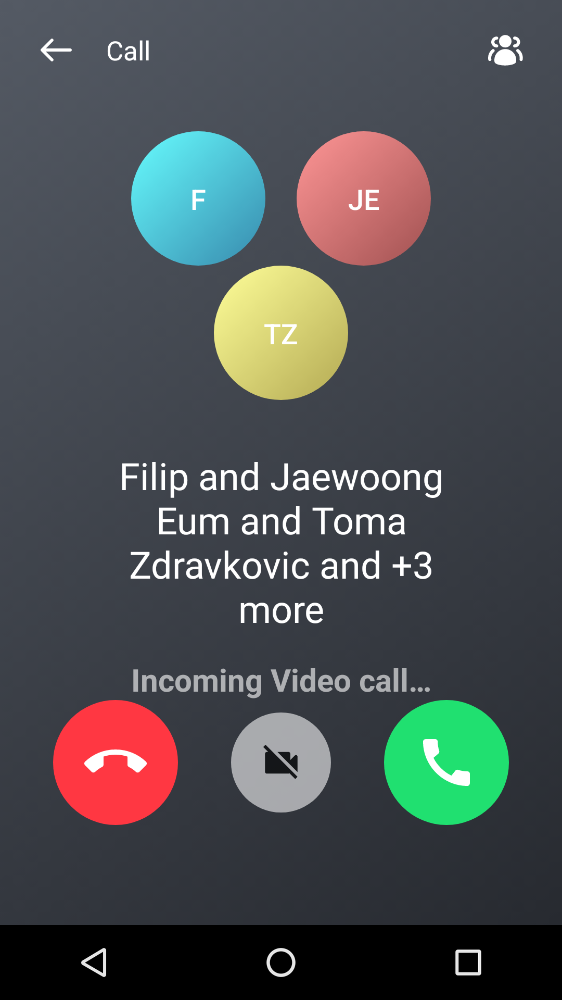 Call
F
JE
TZ
Filip and Jaewoong
Eum and Toma
Zdravkovic and +3
more
Incoming Video call...